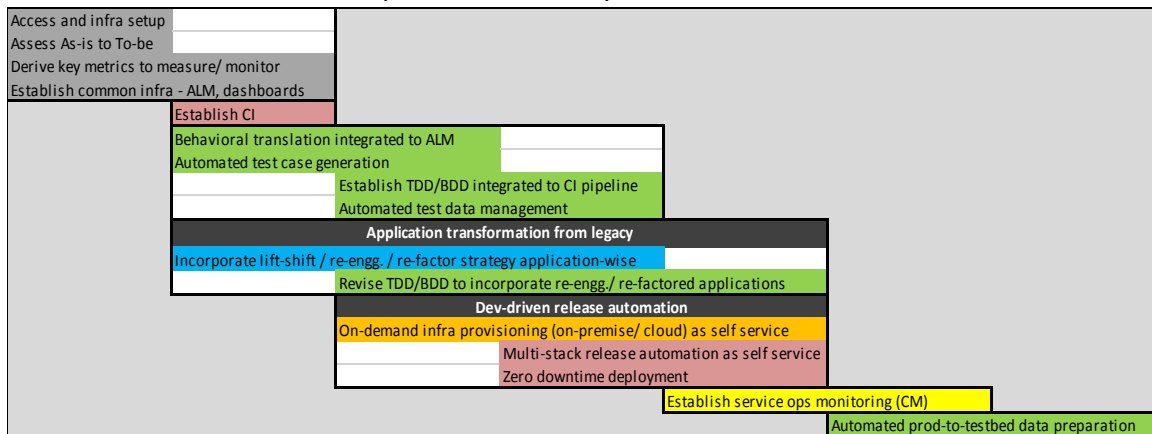 Access and infra setup
Assess As-is to To-be
Derive key metrics to measure/ monitor
Establish common infra - ALM, dashboards
Establish CI
Behavioral translation integrated to ALM
Automated test case generation
Establish TDD/BDD integrated to CI pipeline
Automated test data management
Application transformation from legacy
Incorporate lift-shift / re-engg. / re-factor strategy application-wise
Revise TDD/BDD to incorporate re-engg./ re-factored applications
Dev-driven release automation
On-demand infra provisioning (on-premise/ cloud) as self service
Multi-stack release automation as self service
Zero downtime deployment
Establish service ops monitoring (CM)
Automated prod-to-testbed data preparation